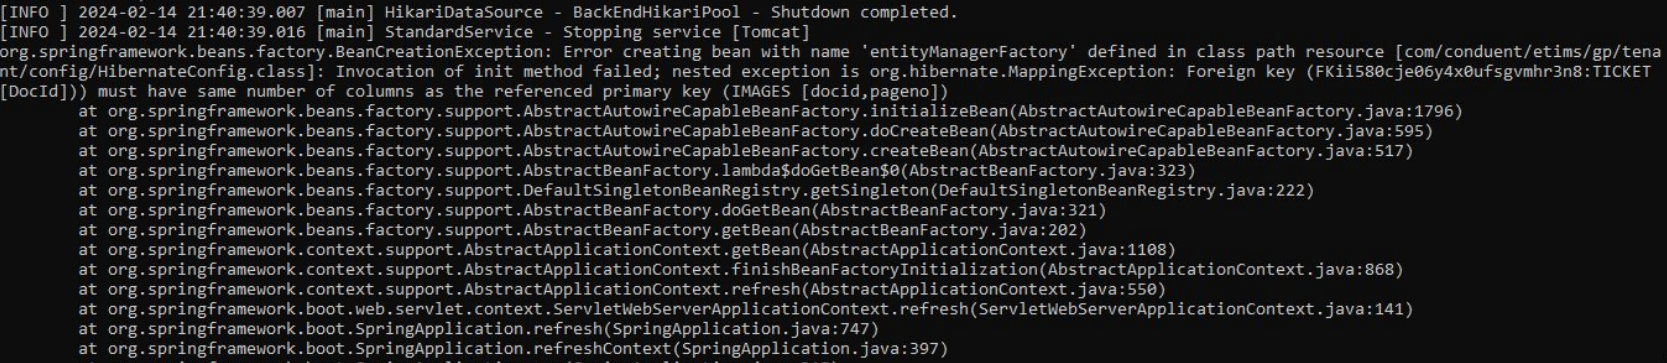 [INFO ] 2024-02-14 21:40:39.007 [main] HikariDataSource - BackEndHikariPool - Shutdown completed.
[INFO ] 2024-02-14 21:40:39.016 [main] StandardService - Stopping service [Tomcat]
org.springframework.beans.factory.BeanCreationException: Error creating bean with name 'entityManagerFactory' defined in class path resource [com/conduent/etims/gp/tena
nt/config/HibernateConfig.class]: Invocation of init method failed; nested exception is org.hibernate.MappingException: Foreign key (FKii580cje06y4x0ufsgvmhr3n8:TICKET
[DocId])) must have same number of columns as the referenced primary key (IMAGES [docid,pageno])
at org.springframework.beans.factory.support.AbstractAutowireCapableBeanFactory.initializeBean(AbstractAutowireCapableBeanFactory.java:1796)
at org.springframework.beans.factory.support.AbstractAutowireCapableBeanFactory.doCreateBean(AbstractAutowireCapableBeanFactory.java:595)
at org.springframework.beans.factory.support.AbstractAutowireCapableBeanFactory.createBean(AbstractAutowireCapableBeanFactory.java:517)
at org.springframework.beans.factory.support.AbstractBeanFactory.lambda$doGetBean$0(AbstractBeanFactory.java:323)
at org.springframework.beans.factory.support.DefaultSingletonBeanRegistry.getSingleton(DefaultSingletonBeanRegistry.java:222)
at org.springframework.beans.factory.support.AbstractBeanFactory.doGetBean(AbstractBeanFactory.java:321)
at org.springframework.beans.factory.support.AbstractBeanFactory.getBean(AbstractBeanFactory.java:202)
at org.springframework.context.support.AbstractApplicationContext.getBean(AbstractApplicationContext.java:1108)
at org.springframework.context.support.AbstractApplicationContext.finishBeanFactoryInitialization(AbstractApplicationContext.java:868)
at org.springframework.context.support.AbstractApplicationContext.refresh(AbstractApplicationContext.java:550)
at org.springframework.boot.web.servlet.context.ServletWebServerApplicationContext.refresh(ServletWebServerApplicationContext.java:141)
at org.springframework.boot.SpringApplication.refresh(SpringApplication.java:747)
at org.springframework.boot.SpringApplication.refreshContext(SpringApplication.java:397)